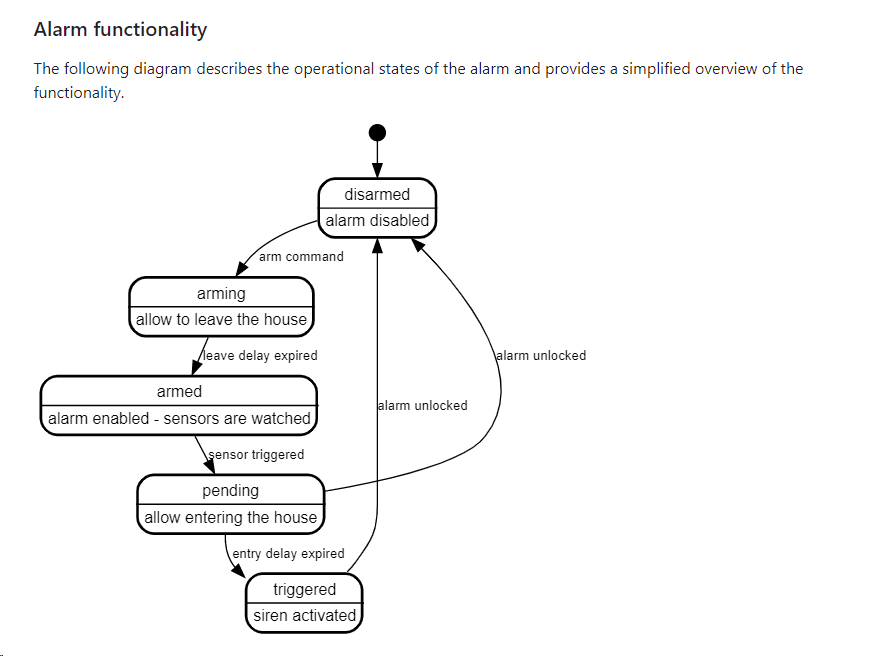 Alarm functionality
The following diagram describes the operational states of the alarm and provides a simplified overview of the
functionality.
disarmed
alarm disabled
arm command
arming
allow to leave the house
leave delay expired
alarm unlocked
armed
alarm unlocked
alarm enabled - sensors are watched
sensor triggered
pending
allow entering the house
entry delay expired
triggered
siren activated